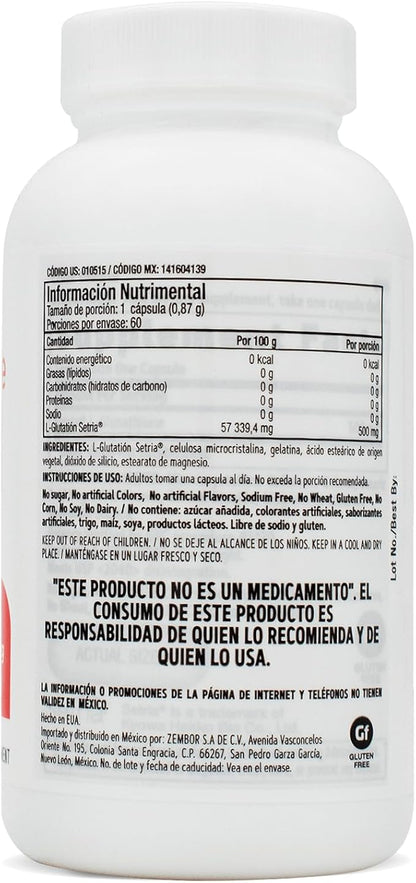 CÓDIGO US: 010515 / CÓDIGO MX: 141604139
Información Nutrimental
Tamaño de porción: 1 cápsula (0,87 g)
Porciones por envase: 60
Cantidad Por 100 g Por porción
Contenido energético 0 kcal 0 kcal
Grasas (lípidos) 0 g 0 g
Carbohidratos (hidratos de carbono) 0 g 0 g
Proteínas 0 g 0 g
Sodio 0 g 0 g
L-Glutatión Setria® 57 339,4 mg 500 mg
INGREDIENTES: L-Glutatión Setria®, celulosa microcristalina, gelatina, ácido esteárico de origen
vegetal, dióxido de silicio, estearato de magnesio.
INSTRUCCIONES DE USO: Adultos tomar una cápsula al día. No exceda la porción recomendada.
No sugar, No artificial Colors, No artificial Flavors, Sodium Free, No Wheat, Gluten Free, No
Corn, No Soy, No Dairy. / No contiene: azúcar añadida, colorantes artificiales, saborizantes
artificiales, trigo, maíz, soya, productos lácteos. Libre de sodio y gluten.
KEEP OUT OF REACH OF CHILDREN. / NO SE DEJE AL ALCANCE DE LOS NIÑOS. KEEP IN A COOL AND DRY
PLACE. / MANTÉNGASE EN UN LUGAR FRESCO Y SECO.
"ESTE PRODUCTO NO ES UN MEDICAMENTO". EL
CONSUMO DE ESTE PRODUCTO ES
RESPONSABILIDAD DE QUIEN LO RECOMIENDA Y DE
QUIEN LO USA.
LA INFORMACIÓN O PROMOCIONES DE LA PÁGINA DE INTERNET Y TELÉFONOS NO TIENEN
VALIDEZ EN MÉXICO.
Hecho en EUA.
Importado y distribuido en México por: ZEMBOR S.A DE C.V., Avenida Vasconcelos
Oriente No. 195, Colonia Santa Engracia, C.P. 66267, San Pedro Garza García,
Nuevo León, México. No. de lote y fecha de caducidad: Vea en el envase.
Gf
GLUTEN
FREE
Lot No./Best By: